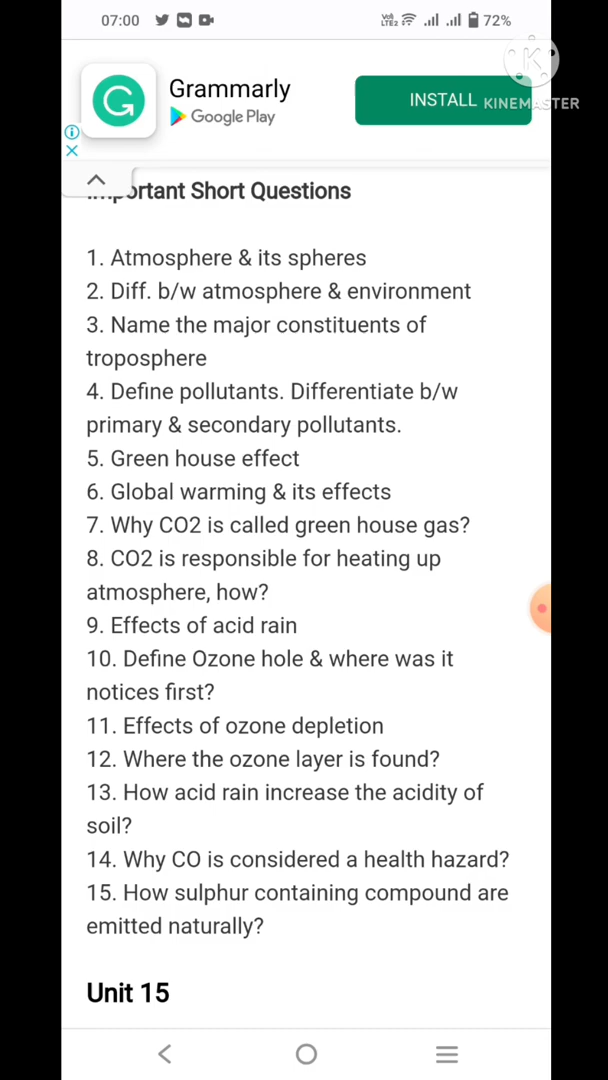 07:00 Vo) LTE2 72%
Grammarly
Google Play
INSTALL
KINEMASTER
Important Short Questions
1. Atmosphere & its spheres
2. Diff. b/w atmosphere & environment
3. Name the major constituents of
troposphere
4. Define pollutants. Differentiate b/w
primary & secondary pollutants.
5. Green house effect
6. Global warming & its effects
7. Why CO2 is called green house gas?
8. CO2 is responsible for heating up
atmosphere, how?
9. Effects of acid rain
10. Define Ozone hole & where was it
notices first?
11. Effects of ozone depletion
12. Where the ozone layer is found?
13. How acid rain increase the acidity of
soil?
14. Why CO is considered a health hazard?
15. How sulphur containing compound are
emitted naturally?
Unit 15